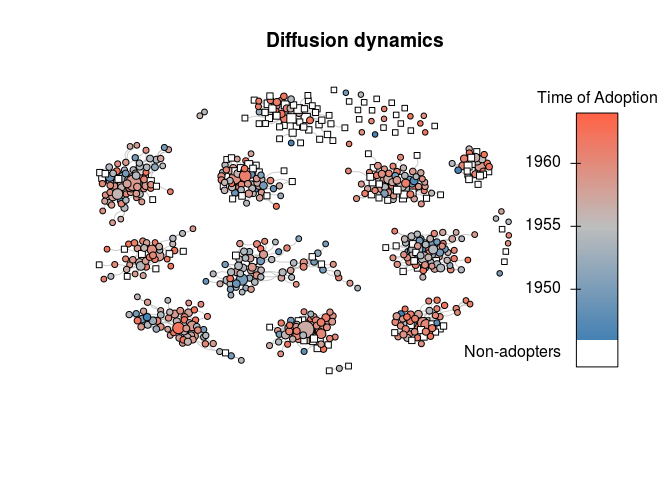 Diffusion dynamics
Time of Adoption
1960
1955
1950
Non-adopters